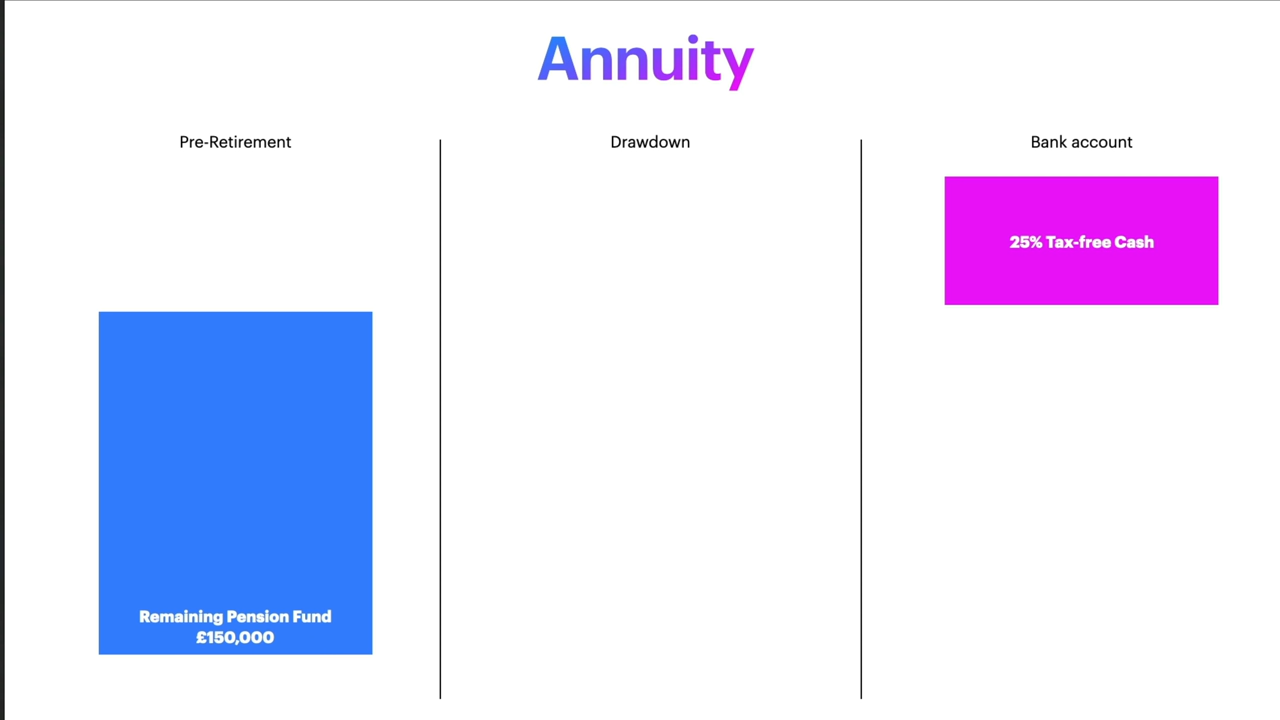 Annuity
Pre-Retirement
Drawdown
Bank account
25% Tax-free Cash
Remaining Pension Fund
£150,000